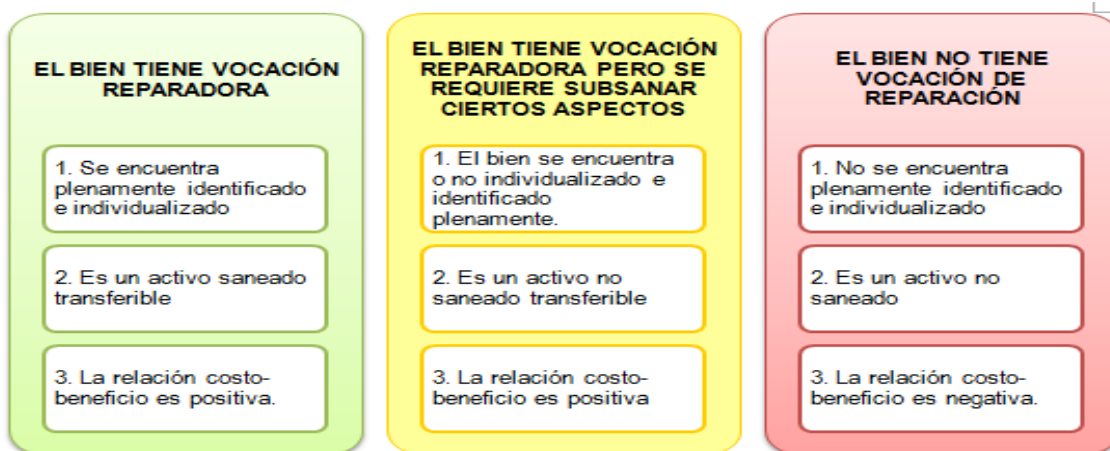 EL BIEN TIENE VOCACIÓN
REPARADORA
1. Se encuentra
plenamente identificado
e individualizado
2. Es un activo saneado
transferible
3. La relación costo-
beneficio es positiva.
EL BIEN TIENE VOCACIÓN
REPARADORA PERO SE
REQUIERE SUBSANAR
CIERTOS ASPECTOS
1. El bien se encuentra
o no individualizado e
identificado
plenamente.
2. Es un activo no
saneado transferible
3. La relación costo-
beneficio es positiva
EL BIEN NO TIENE
VOCACIÓN DE
REPARACIÓN
1. No se encuentra
plenamente identificado
e individualizado
2. Es un activo no
saneado
3. La relación costo-
beneficio es negativa.